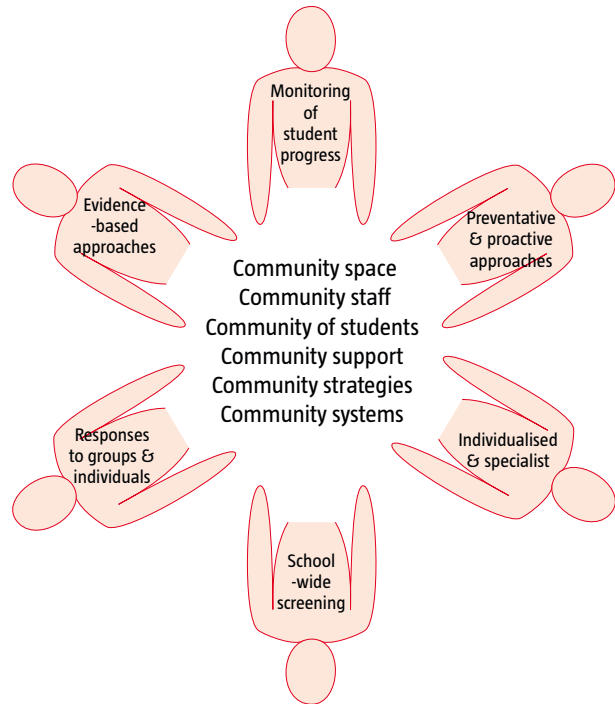 Monitoring
of
student
progress
Evidence
-based
approaches
Preventative
& proactive
approaches
Community space
Community staff
Community of students
Community support
Community strategies
Community systems
Responses
to groups &
individuals
Individualised
& specialist
School
-wide
screening